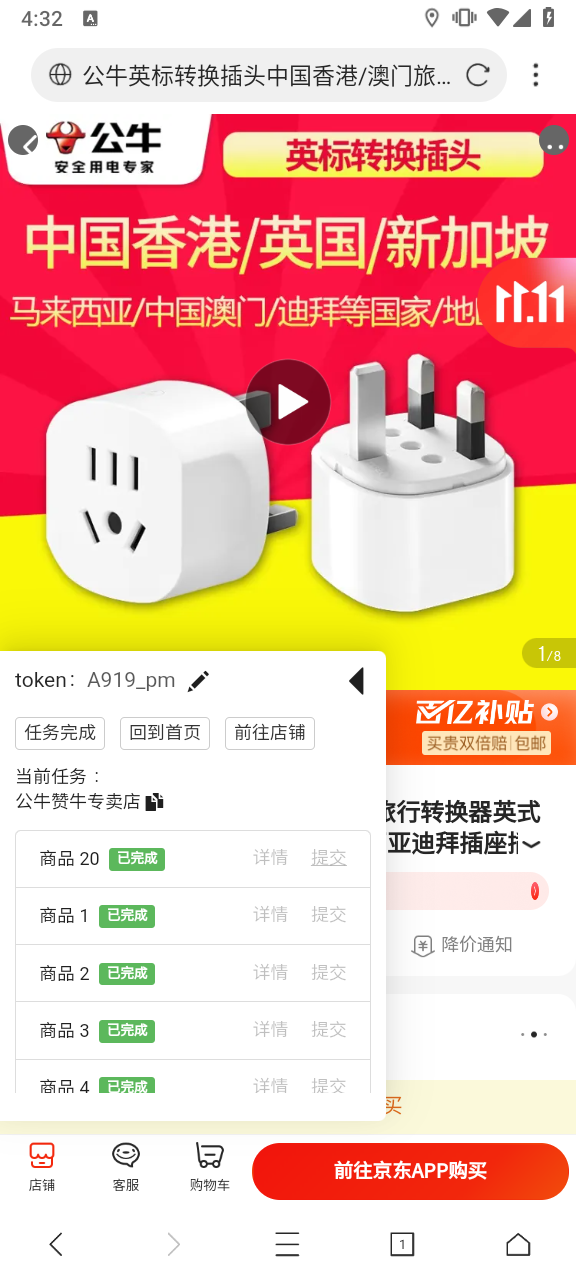 4:32
A
公牛英标转换插头中国香港/澳门旅...
公牛
安全用电专家
英标转换插头
中国香港/英国/新加坡
马来西亚/中国澳门/迪拜等国家/地
11.11
1/8
token： A919_pm
任务完成 回到首页 前往店铺
当前任务：
公牛赞牛专卖店
百亿补贴
买贵双倍赔 包邮
旅行转换器英式
亚迪拜插座扌
降价通知
商品 20 已完成 详情 提交
商品 1 已完成 详情 提交
商品 2 已完成 详情 提交
商品 3 已完成 详情 提交
商品 4 已完成 详情 提交
买
店铺 客服 购物车 前往京东APP购买
1